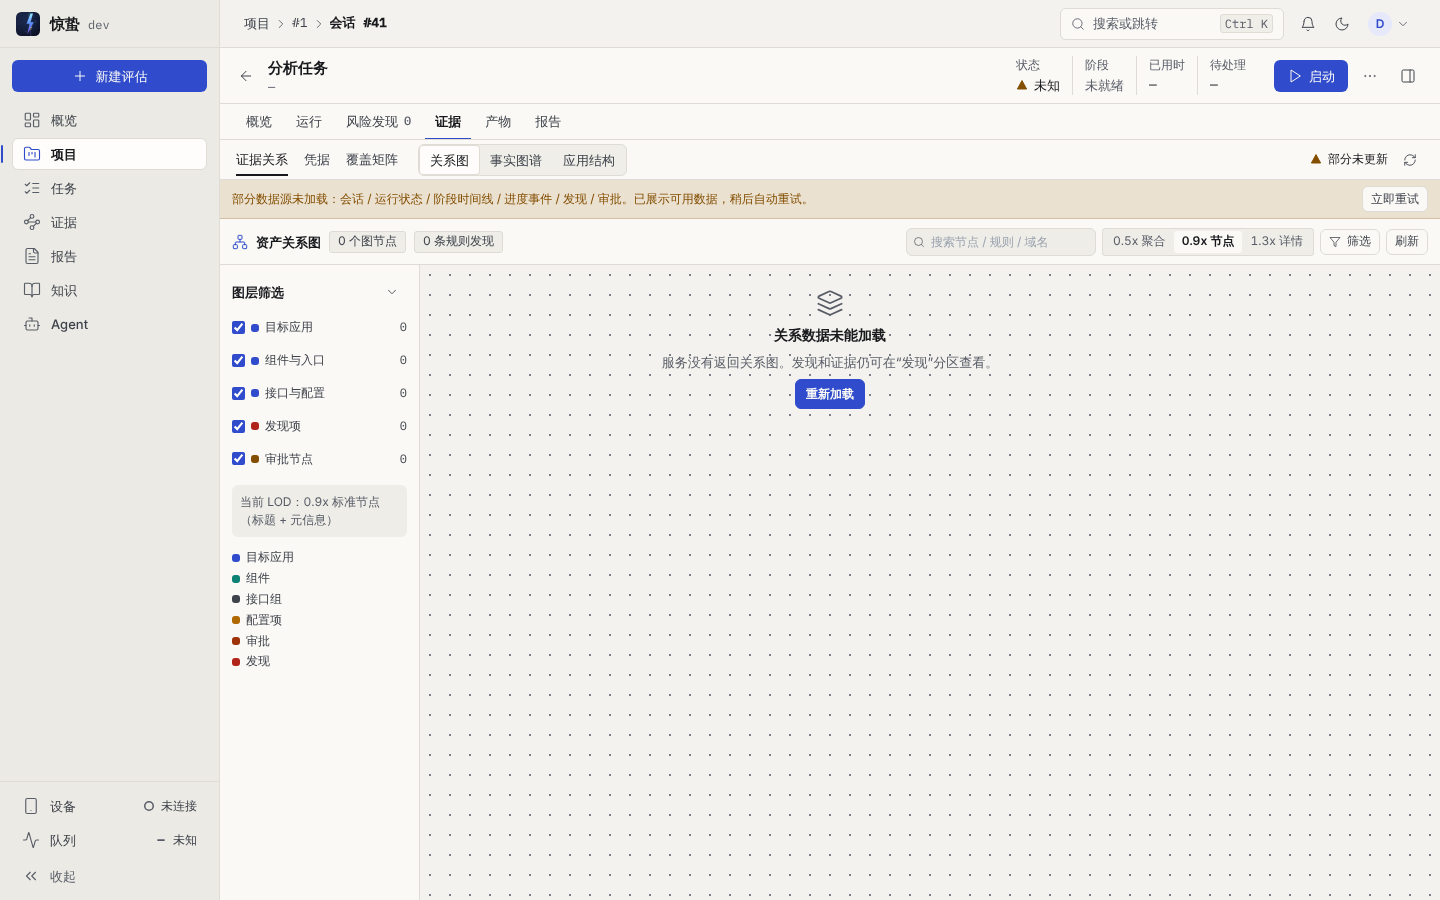 惊蛰 dev
新建评估
概览
项目
任务
证据
报告
知识
Agent
设备 未连接
队列 未知
收起
项目 > #1 > 会话 #41
搜索或跳转 Ctrl K
D
分析任务
—
状态
未知
阶段
未就绪
已用时
—
待处理
—
启动
概览 运行 风险发现 0 证据 产物 报告
证据关系 凭据 覆盖矩阵 关系图 事实图谱 应用结构
部分未更新
部分数据源未加载：会话 / 运行状态 / 阶段时间线 / 进度事件 / 发现 / 审批。已展示可用数据，稍后自动重试。
立即重试
资产关系图 0 个图节点 0 条规则发现
搜索节点 / 规则 / 域名
0.5x 聚合 0.9x 节点 1.3x 详情
筛选 刷新
图层筛选
目标应用 0
组件与入口 0
接口与配置 0
发现项 0
审批节点 0
当前 LOD：0.9x 标准节点
（标题 + 元信息）
目标应用
组件
接口组
配置项
审批
发现
关系数据未能加载
服务没有返回关系图。发现和证据仍可在“发现”分区查看。
重新加载